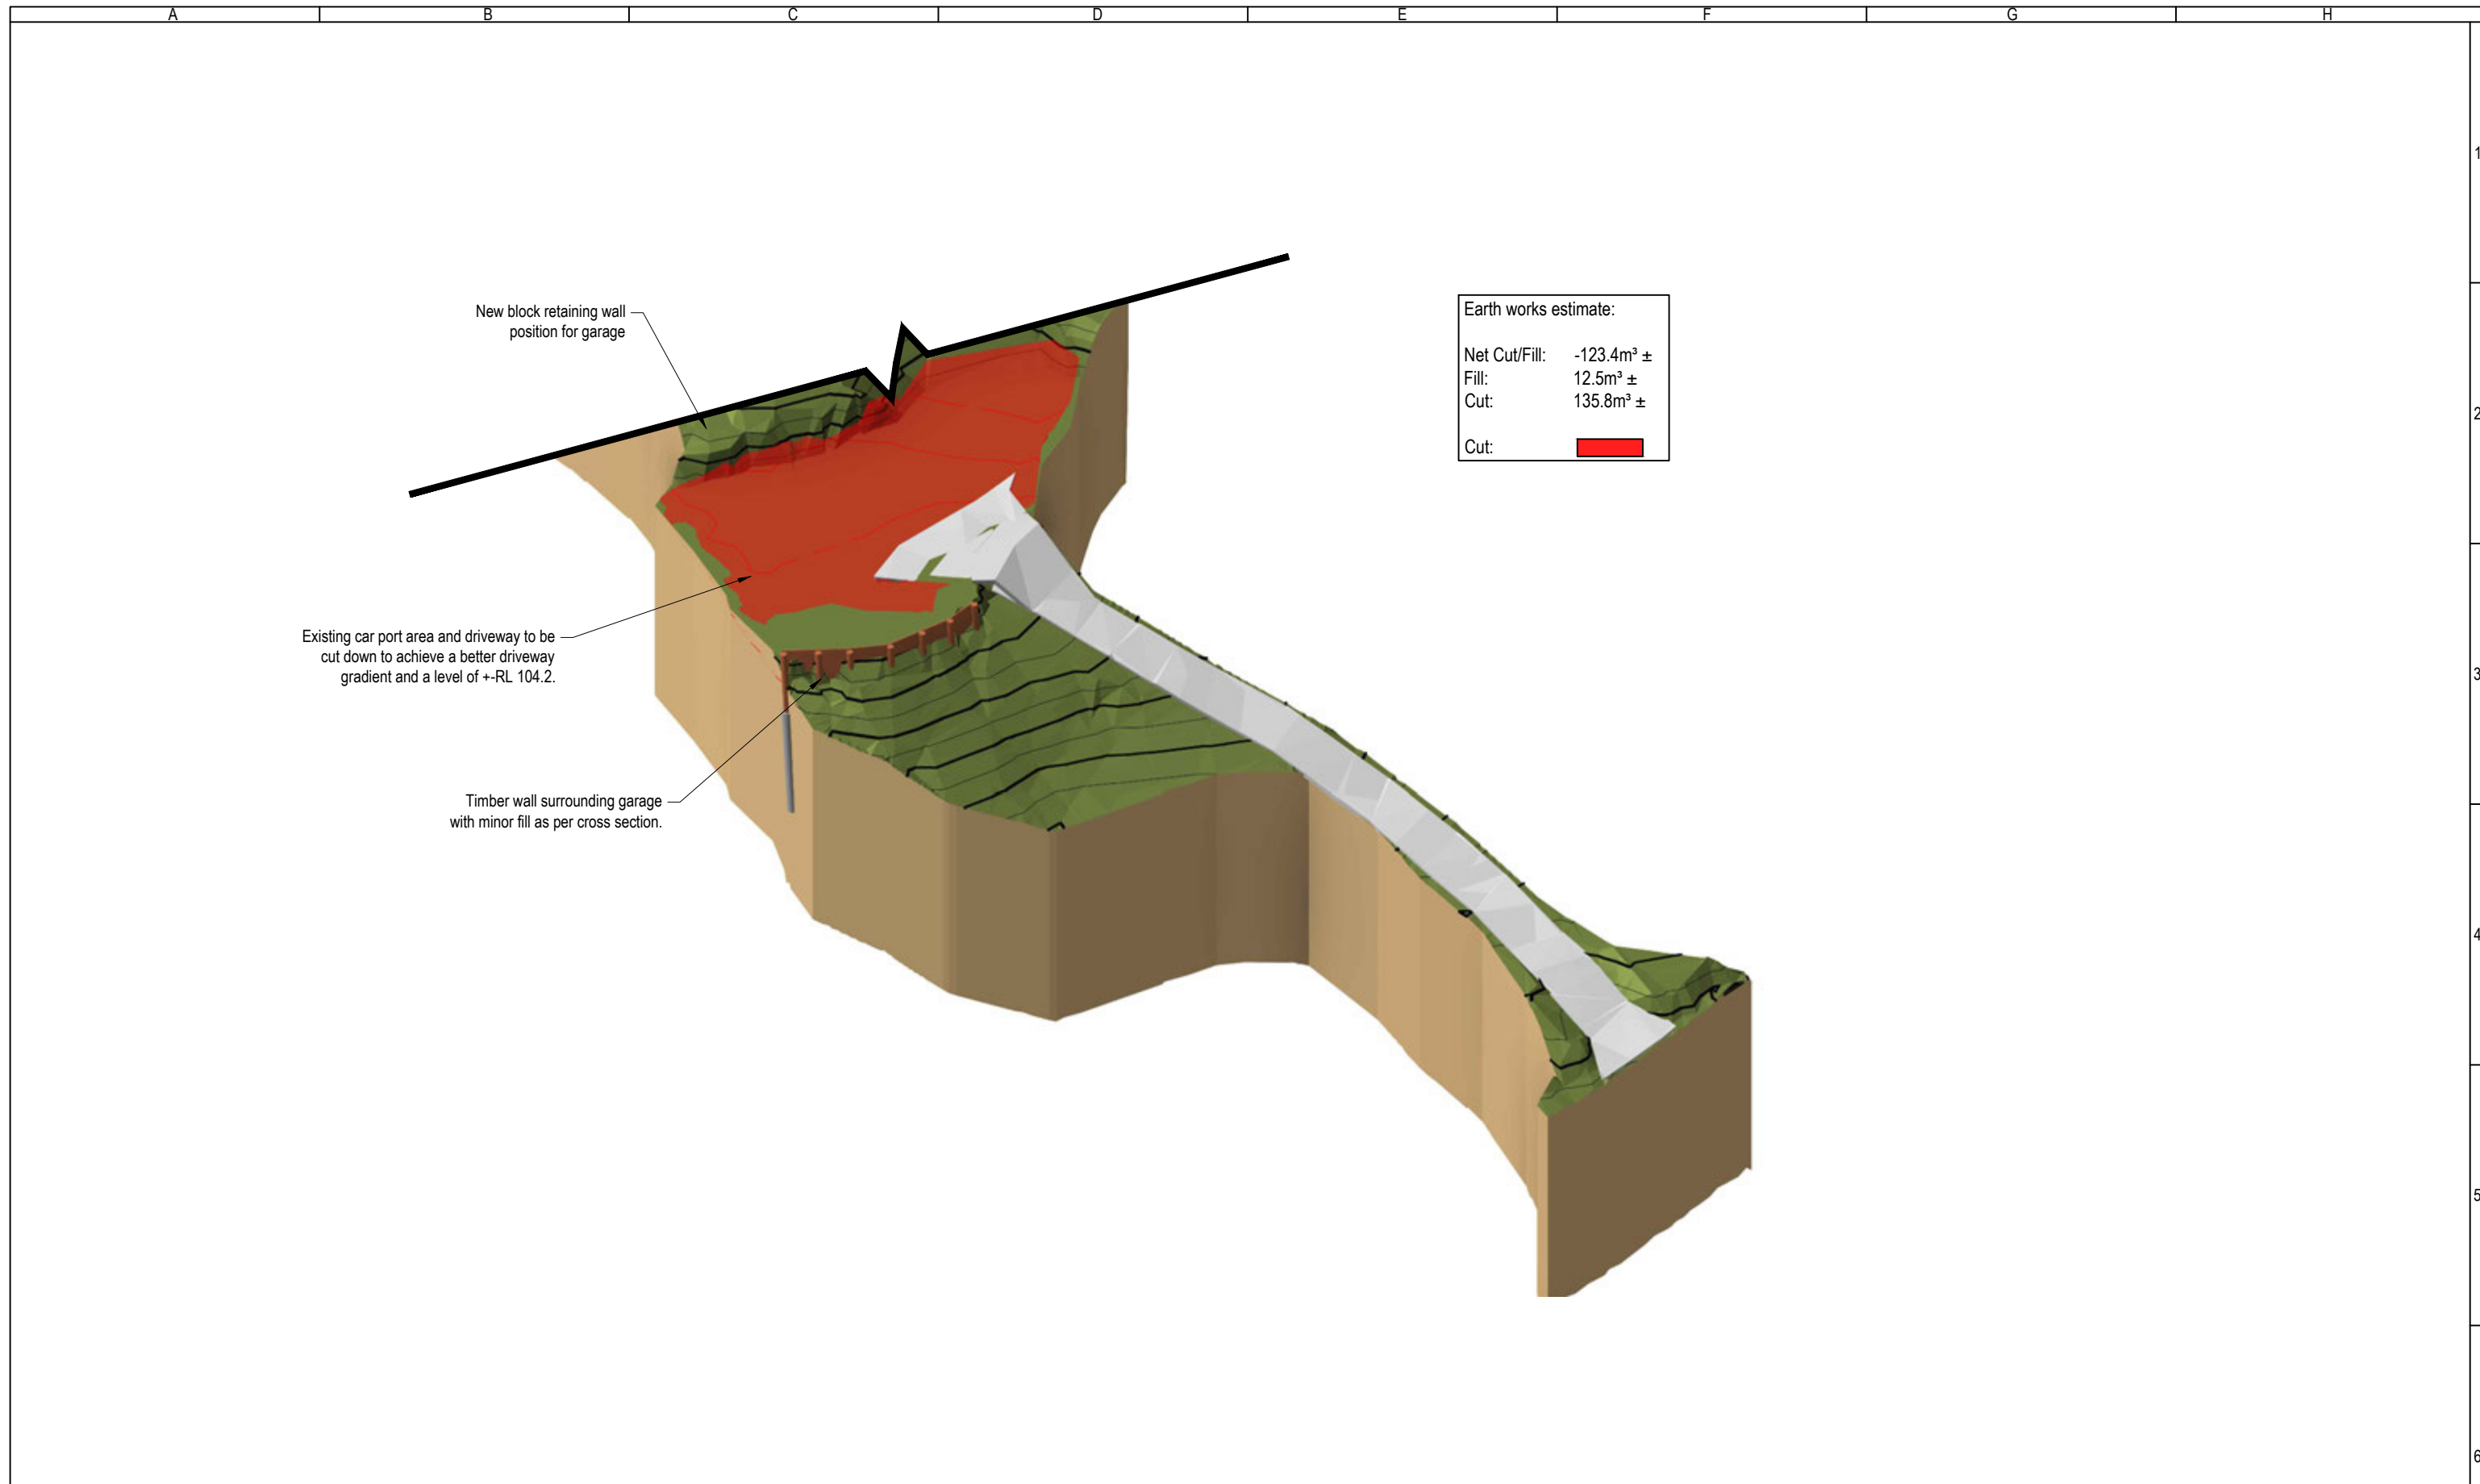 A B C D E F G H
1
New block retaining wall
position for garage
Earth works estimate:
Net Cut/Fill: -123.4m³ ±
Fill: 12.5m³ ±
Cut: 135.8m³ ±
2
Cut:
Existing car port area and driveway to be
cut down to achieve a better driveway
gradient and a level of +-RL 104.2.
3
Timber wall surrounding garage
with minor fill as per cross section.
4
5
6